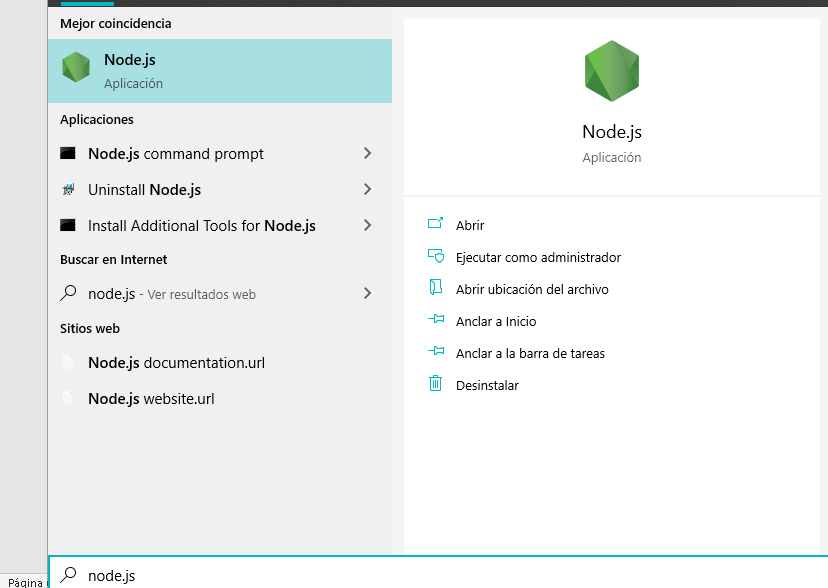 Mejor coincidencia
Node.js
Aplicación
Aplicaciones
Node.js command prompt
Uninstall Node.js
Install Additional Tools for Node.js
Buscar en Internet
node.js - Ver resultados web
Sitios web
Node.js documentation.url
Node.js website.url
Node.js
Aplicación
Abrir
Ejecutar como administrador
Abrir ubicación del archivo
Anclar a Inicio
Anclar a la barra de tareas
Desinstalar
node.js
Página